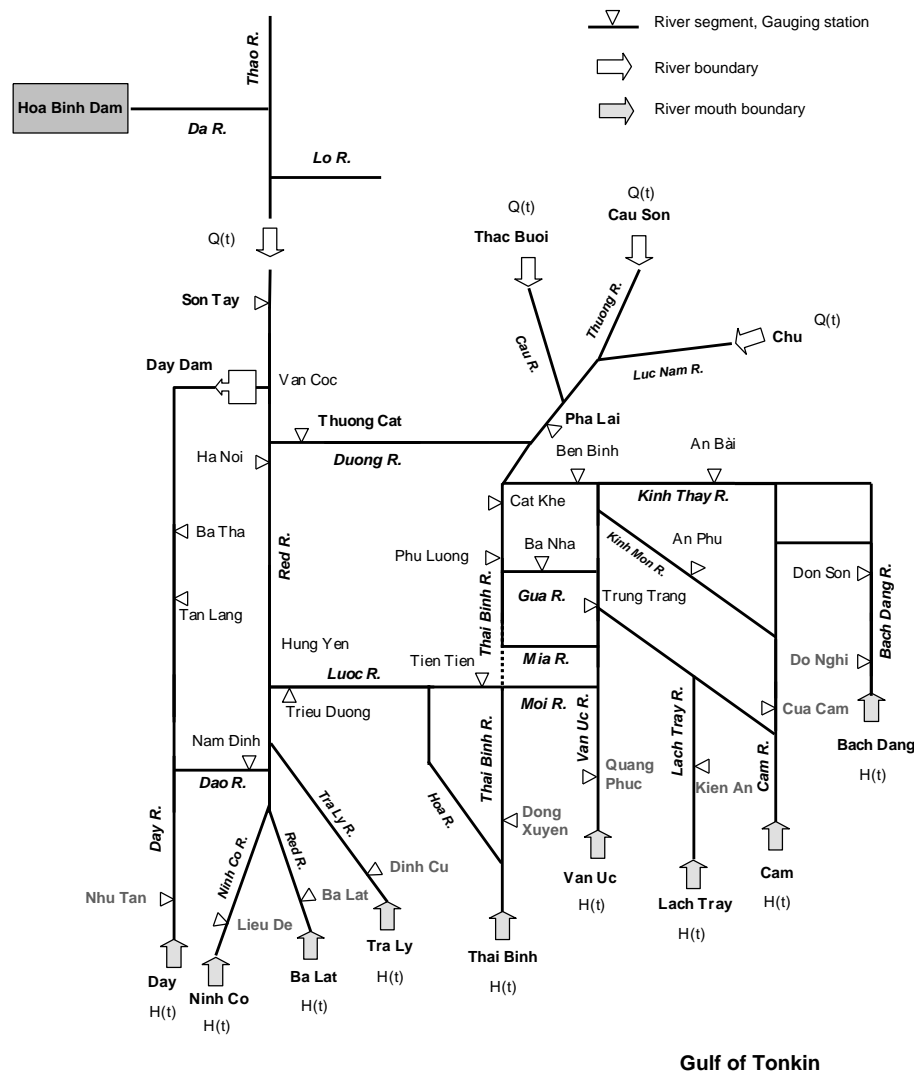 River segment, Gauging station
River boundary
River mouth boundary
Thao R.
Hoa Binh Dam
Da R.
Lo R.
Q(t)
Q(t)
Thac Buoi
Q(t)
Cau Son
Q(t)
Chu
Son Tay
Cau R.
Thuong R.
Luc Nam R.
Day Dam
Van Coc
Thuong Cat
Pha Lai
Ha Noi
Duong R.
Ben Binh
An Bài
Kinh Thay R.
Cat Khe
Ba Tha
Red R.
Phu Luong
Ba Nha
Kinh Mon R.
An Phu
Don Son
Gua R.
Trung Trang
Tan Lang
Thai Binh R.
Bach Dang R.
Hung Yen
Tien Tien
Mia R.
Do Nghi
Luoc R.
Moi R.
Trieu Duong
Van Uc R.
Lach Tray R.
Cua Cam
Nam Đinh
Bach Dang
H(t)
Dao R.
Tra Ly R.
Hoa R.
Thai Binh R.
Quang
Phuc
Kien An
Cam R.
Day R.
Ninh Co R.
Red R.
Dong
Xuyen
Dinh Cu
Nhu Tan
Lieu De
Ba Lat
Van Uc
H(t)
Cam
H(t)
Lach Tray
H(t)
Tra Ly
H(t)
Thai Binh
H(t)
Day
H(t)
Ninh Co
H(t)
Ba Lat
H(t)
Gulf of Tonkin